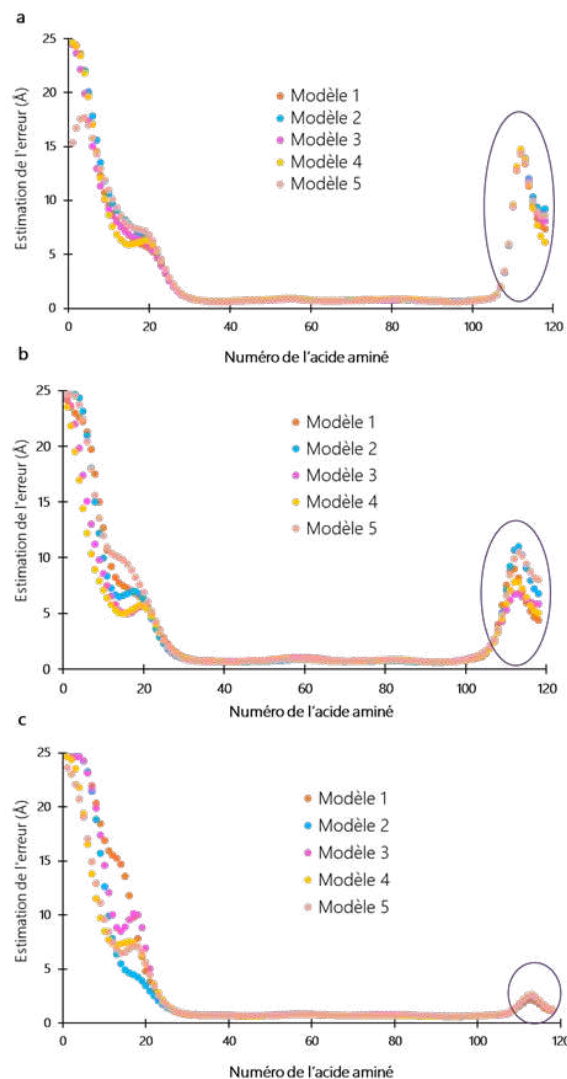 a
Estimation de l'erreur (Å)
25
20
15
10
5
0
Modèle 1
Modèle 2
Modèle 3
Modèle 4
Modèle 5
0 20 40 60 80 100 120
Numéro de l'acide aminé
b
Estimation de l'erreur (Å)
25
20
15
10
5
0
Modèle 1
Modèle 2
Modèle 3
Modèle 4
Modèle 5
0 20 40 60 80 100 120
Numéro de l'acide aminé
c
Estimation de l'erreur (Å)
25
20
15
10
5
0
Modèle 1
Modèle 2
Modèle 3
Modèle 4
Modèle 5
0 20 40 60 80 100 120
Numéro de l'acide aminé